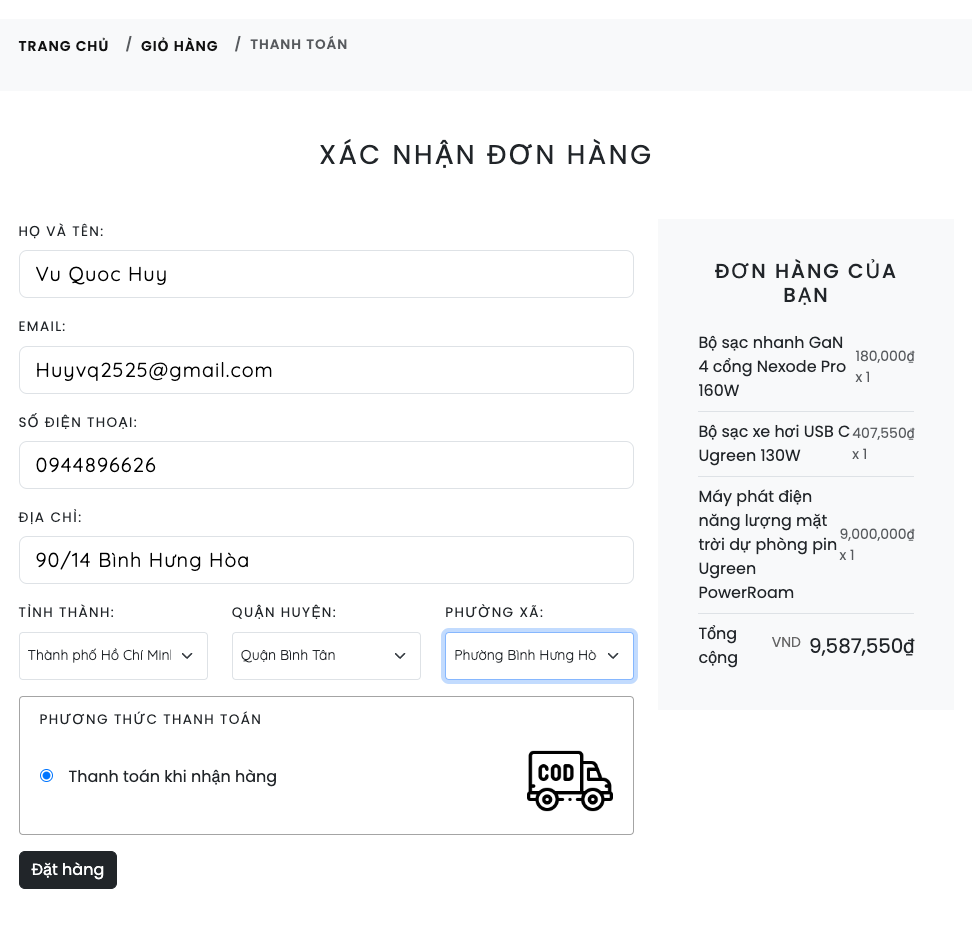 TRANG CHỦ / GIỎ HÀNG / THANH TOÁN
XÁC NHẬN ĐƠN HÀNG
HỌ VÀ TÊN:
Vu Quoc Huy
EMAIL:
Huyvq2525@gmail.com
SỐ ĐIỆN THOẠI:
0944896626
ĐỊA CHỈ:
90/14 Bình Hưng Hòa
TỈNH THÀNH: QUẬN HUYỆN: PHƯỜNG XÃ:
Thành phố Hồ Chí Minh Quận Bình Tân Phường Bình Hưng Hò
PHƯƠNG THỨC THANH TOÁN
Thanh toán khi nhận hàng COD
Đặt hàng
ĐƠN HÀNG CỦA
BẠN
Bộ sạc nhanh GaN
4 cổng Nexode Pro
160W
180,000₫
x 1
Bộ sạc xe hơi USB C
Ugreen 130W
407,550₫
x 1
Máy phát điện
năng lượng mặt
trời dự phòng pin
Ugreen
PowerRoam
9,000,000₫
x 1
Tổng
cộng
VND 9,587,550₫